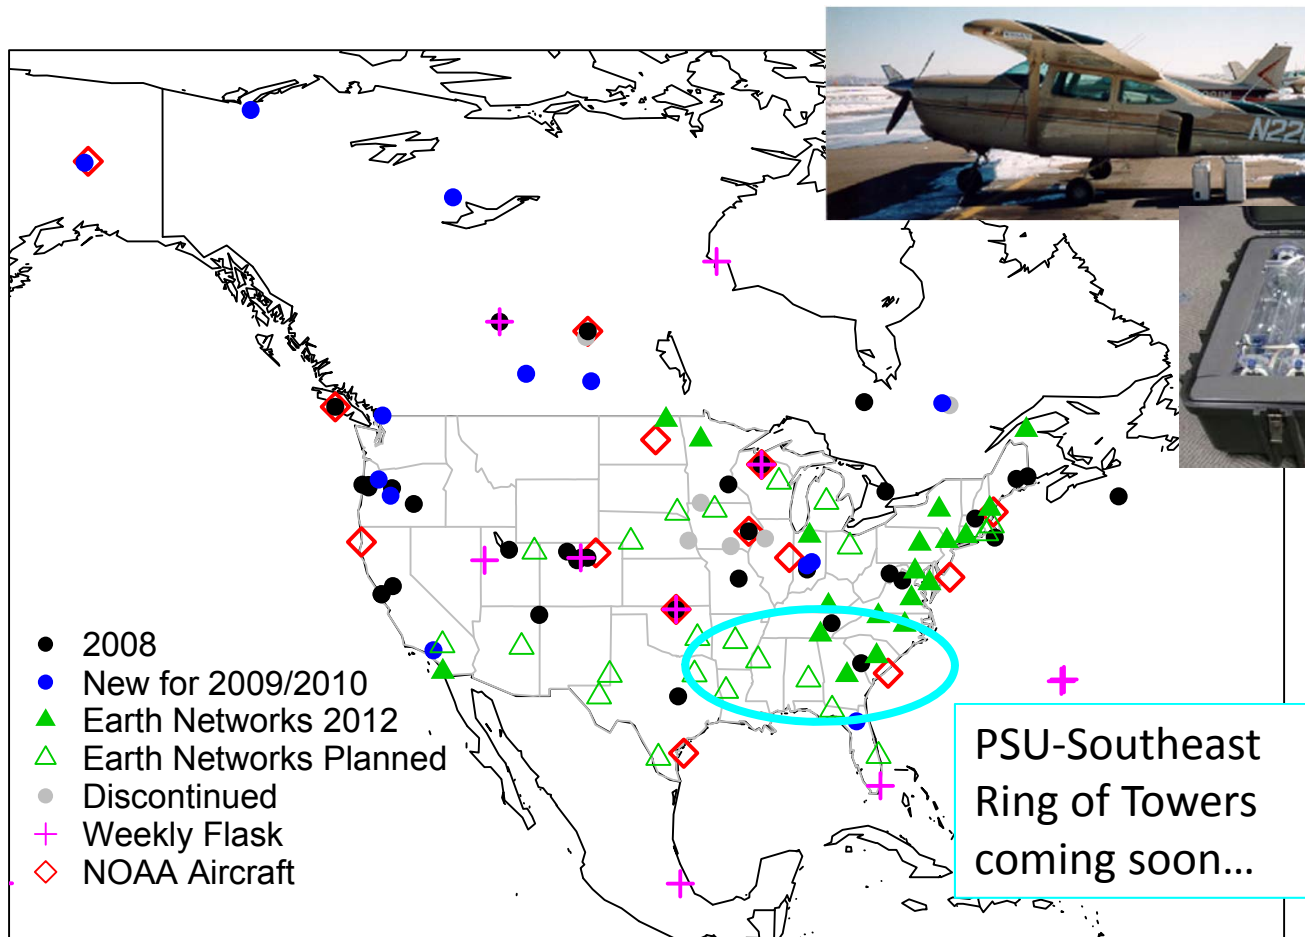 2008
New for 2009/2010
Earth Networks 2012
Earth Networks Planned
Discontinued
Weekly Flask
NOAA Aircraft
PSU-Southeast
Ring of Towers
coming soon…